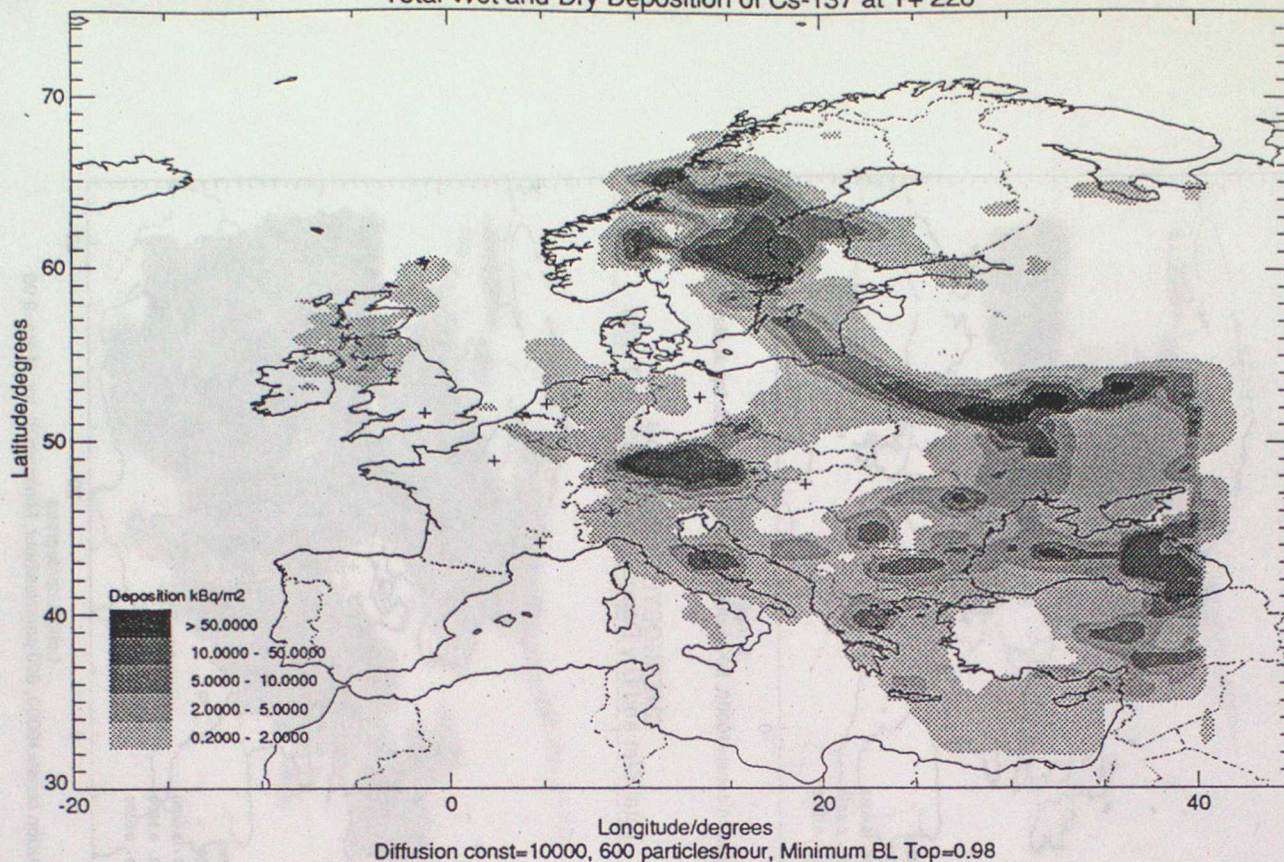 Total Wet and Dry Deposition of Cs-137 at T+ 228
70
60
50
40
30
Latitude/degrees
Deposition kBq/m2
> 50.0000
10.0000 - 50.0000
5.0000 - 10.0000
2.0000 - 5.0000
0.2000 - 2.0000
-20
0
20
40
Longitude/degrees
Diffusion const=10000, 600 particles/hour, Minimum BL Top=0.98